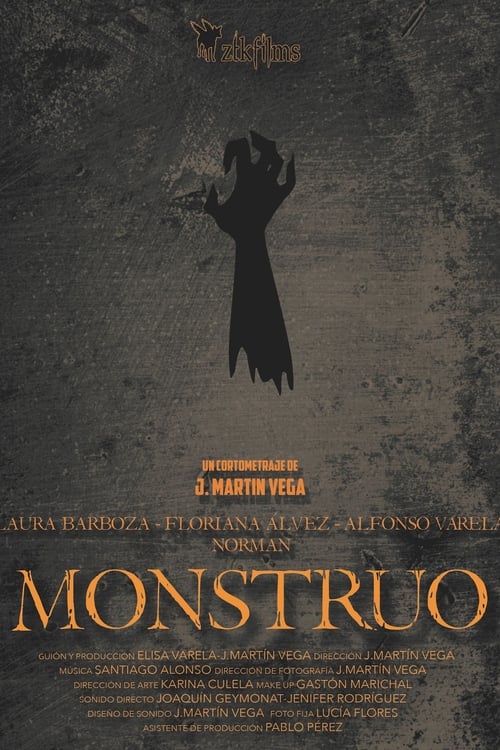 ztkfilms
UN CORTOMETRAJE DE
J. MARTIN VEGA
LAURA BARBOZA - FLORIANA ÁLVEZ - ALFONSO VARELA
NORMAN
MONSTRUO
GUIÓN Y PRODUCCIÓN ELISA VARELA-J.MARTÍN VEGA DIRECCIÓN J.MARTÍN VEGA
MÚSICA SANTIAGO ALONSO DIRECCIÓN DE FOTOGRAFÍA J.MARTÍN VEGA
DIRECCIÓN DE ARTE KARINA CULELA MAKE UP GASTÓN MARICHAL
SONIDO DIRECTO JOAQUÍN GEYMONAT-JENIFER RODRÍGUEZ
DISEÑO DE SONIDO J.MARTÍN VEGA FOTO FIJA LUCÍA FLORES
ASISTENTE DE PRODUCCIÓN PABLO PÉREZ